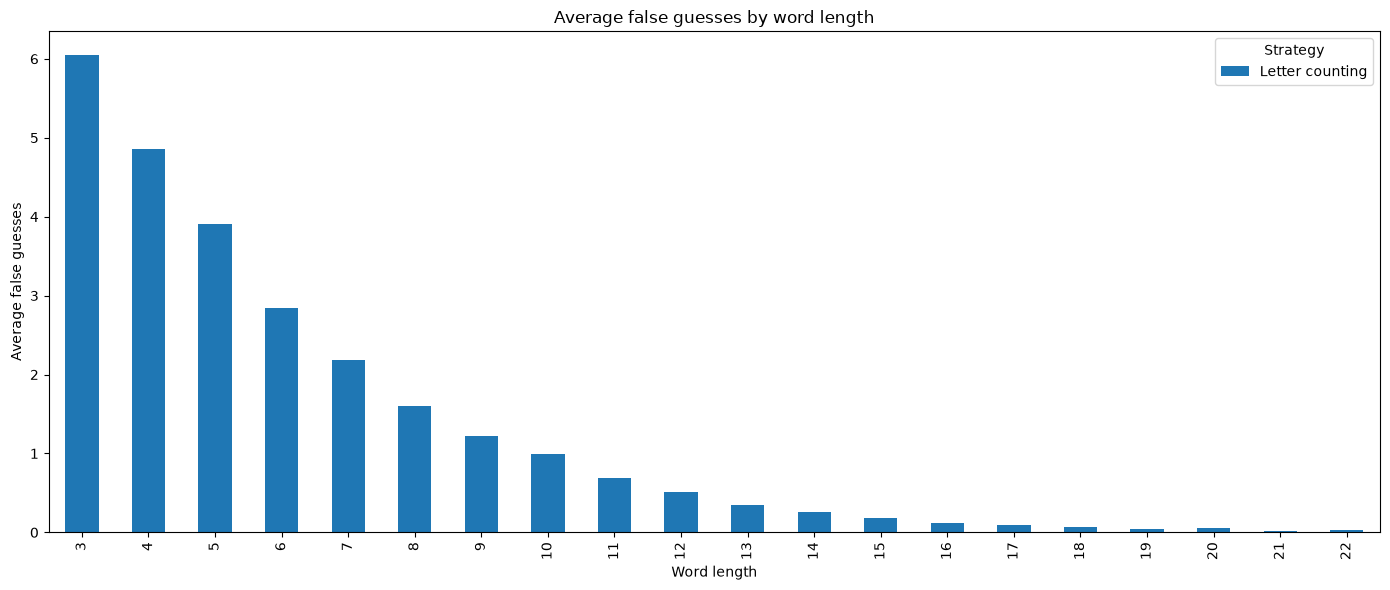 Average false guesses by word length
Strategy
Letter counting
Average false guesses
6
5
4
3
2
1
0
3 4 5 6 7 8 9 10 11 12 13 14 15 16 17 18 19 20 21 22
Word length